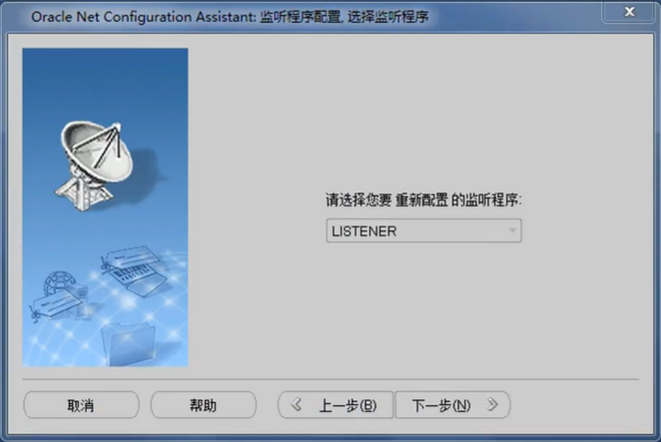 Oracle Net Configuration Assistant: 监听程序配置, 选择监听程序
请选择您要 重新配置 的监听程序:
LISTENER
取消 帮助 上一步(B) 下一步(N)